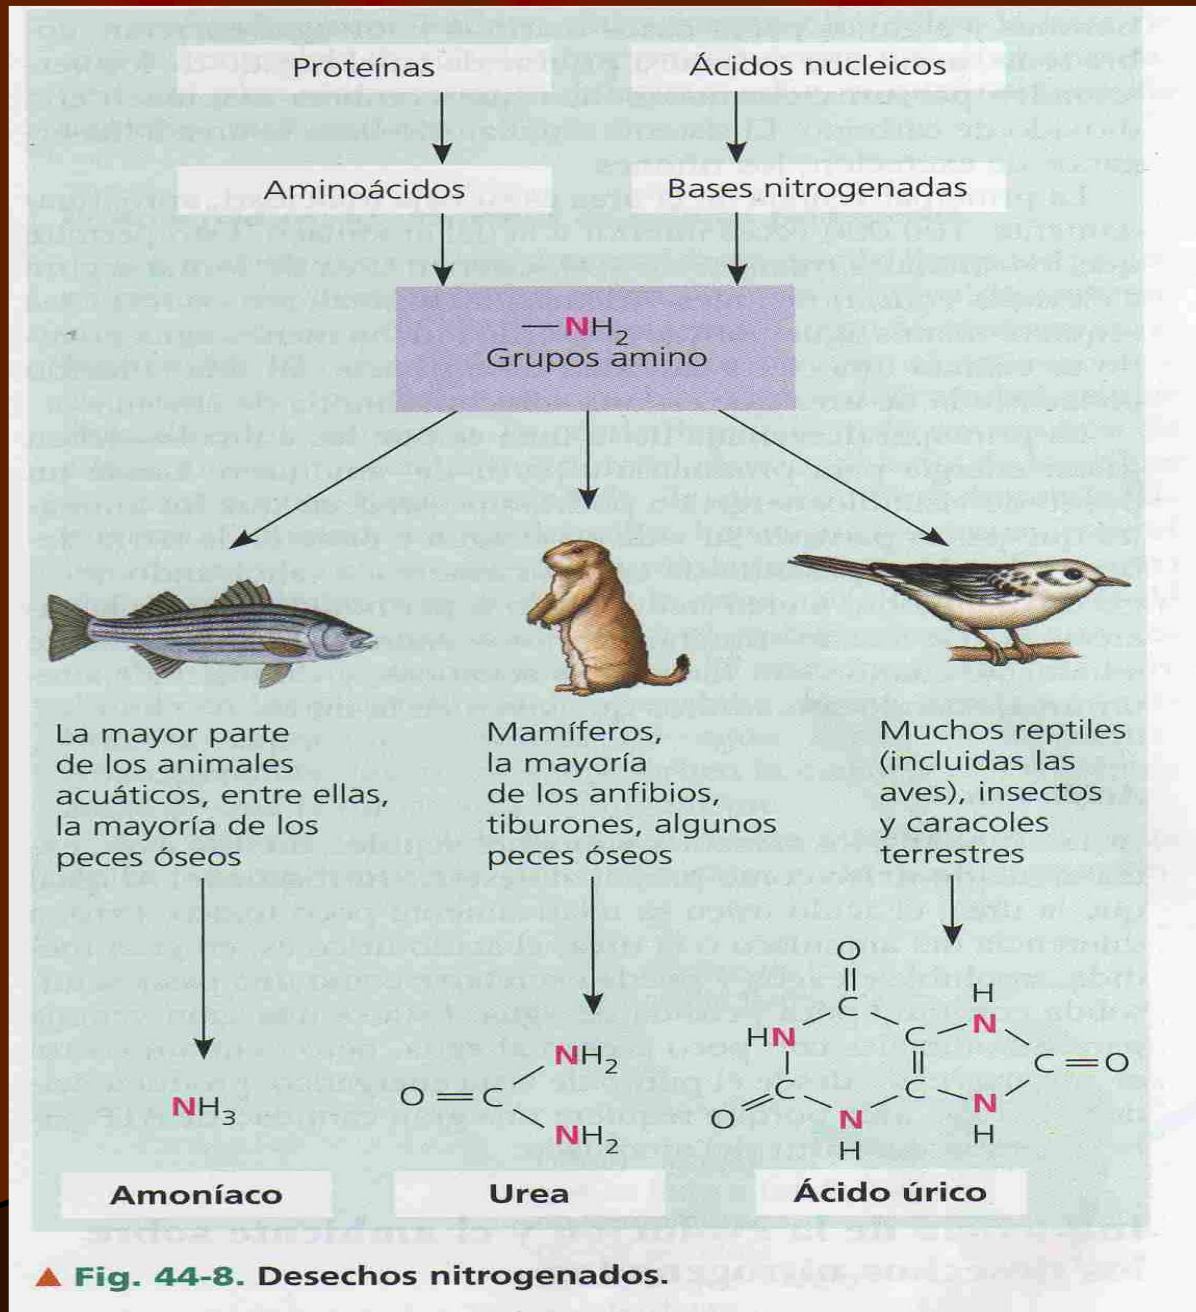 Proteínas
Ácidos nucleicos
Aminoácidos
Bases nitrogenadas
—NH₂
Grupos amino
La mayor parte
de los animales
acuáticos, entre ellas,
la mayoría de los
peces óseos
Mamíferos,
la mayoría
de los anfibios,
tiburones, algunos
peces óseos
Muchos reptiles
(incluidas las
aves), insectos
y caracoles
terrestres
NH₃
O=C
NH₂
NH₂
O
C
HN
C
N
H
C=O
O
C
N
H
C
N
H
Amoníaco
Urea
Ácido úrico
▲ Fig. 44-8. Desechos nitrogenados.